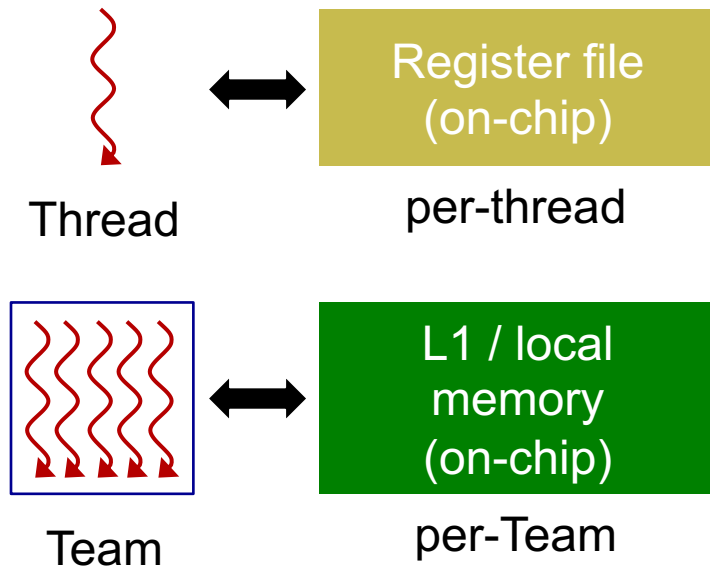 Register file
(on-chip)
Thread
per-thread
L1 / local
memory
(on-chip)
Team
per-Team